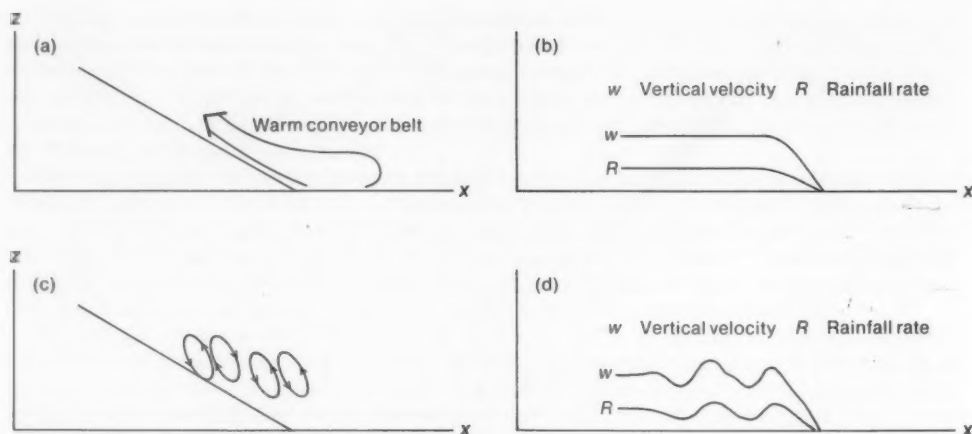 z
(a)
Warm conveyor belt
x
(b)
w Vertical velocity R Rainfall rate
w
R
x
z
(c)
x
(d)
w Vertical velocity R Rainfall rate
w
R
x